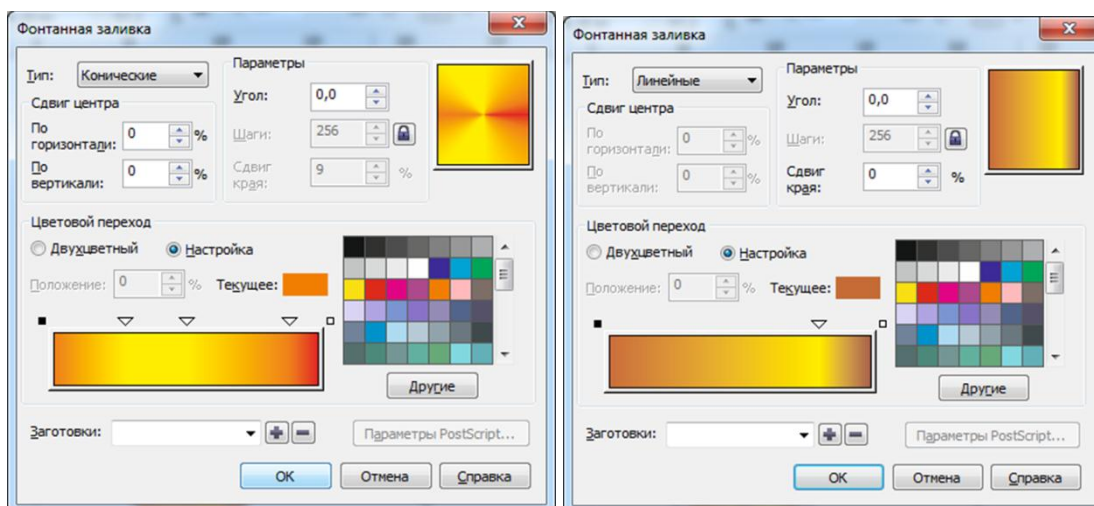 Фонтанная заливка
Тип: Конические
Параметры
Угол: 0,0
Шаги: 256
Сдвиг края: 9 %
Сдвиг центра
По горизонтали: 0 %
По вертикали: 0 %
Цветовой переход
Двухцветный Настройка
Положение: 0 % Текущее:
Другие
Заготовки:
Параметры PostScript...
OK Отмена Справка
Фонтанная заливка
Тип: Линейные
Параметры
Угол: 0,0
Шаги: 256
Сдвиг края: 0 %
Сдвиг центра
По горизонтали: 0 %
По вертикали: 0 %
Цветовой переход
Двухцветный Настройка
Положение: 0 % Текущее:
Другие
Заготовки:
Параметры PostScript...
OK Отмена Справка